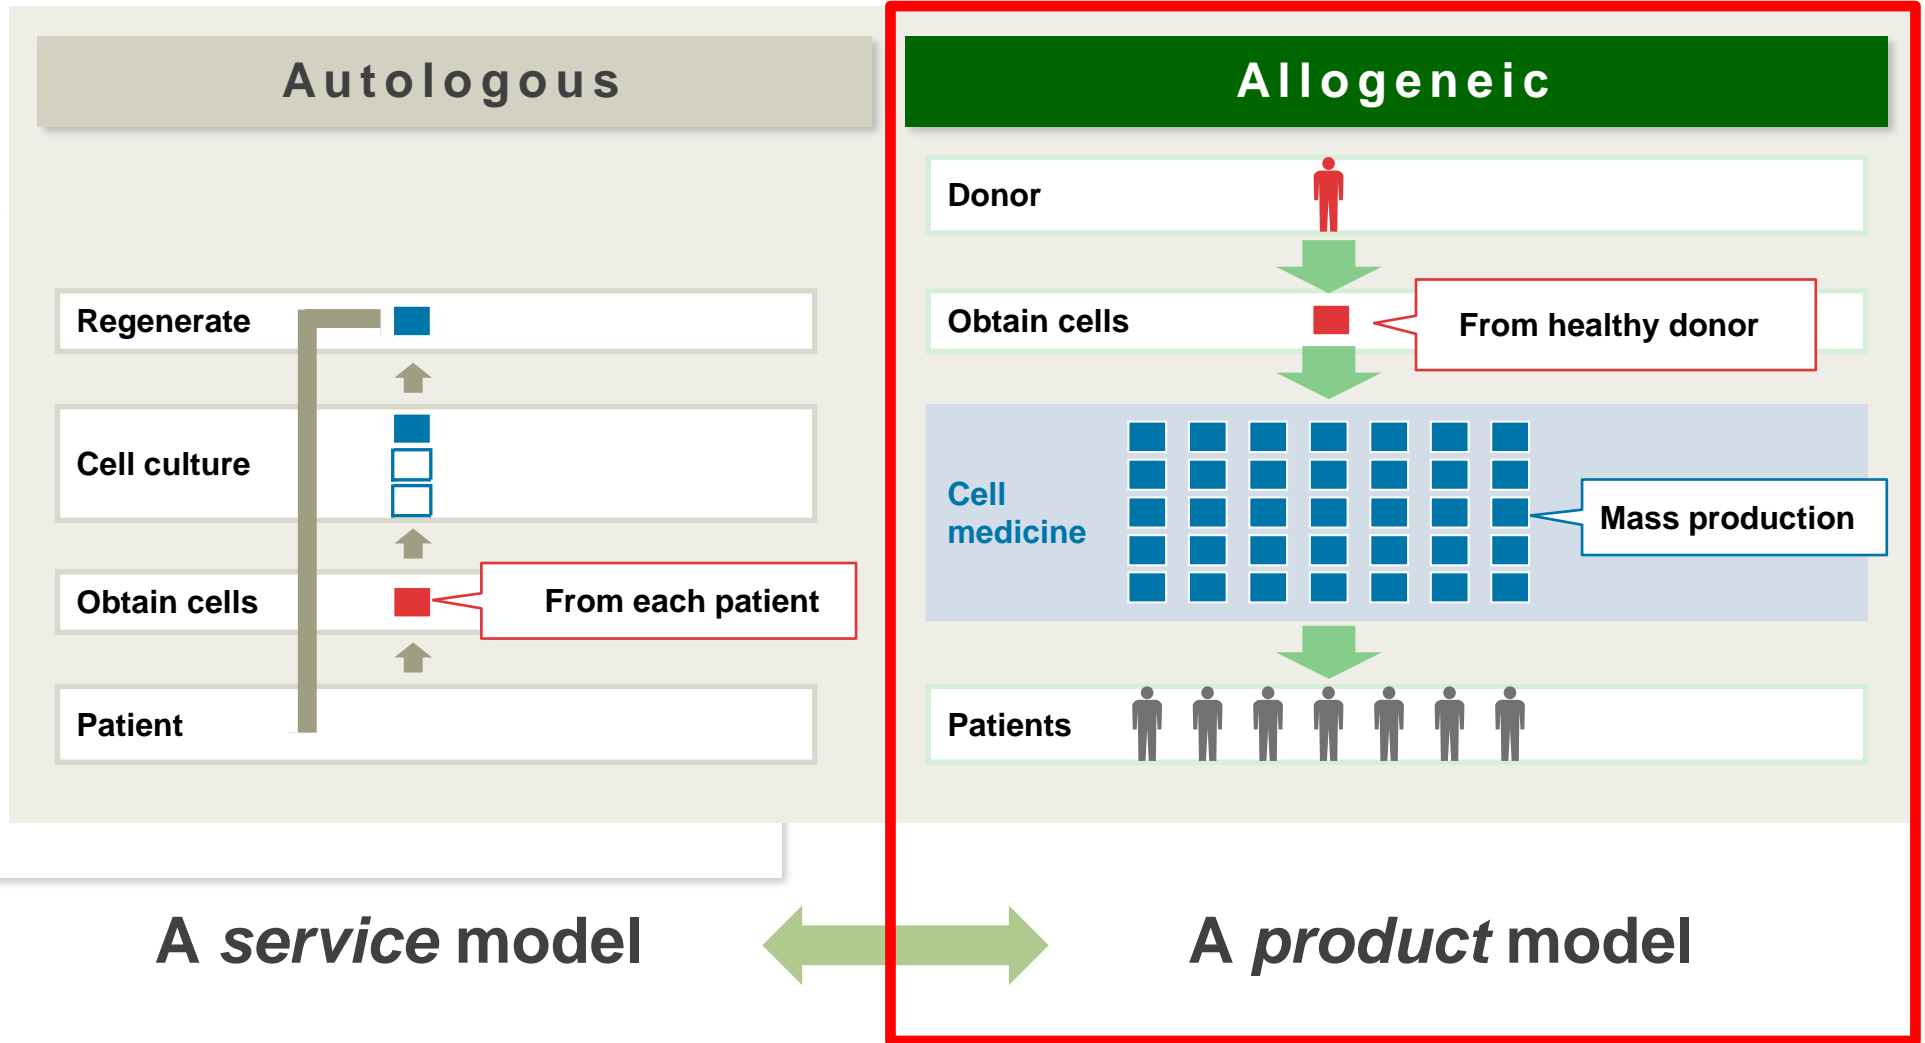 Autologous
Regenerate
Cell culture
Obtain cells
From each patient
Patient
Allogeneic
Donor
Obtain cells
From healthy donor
Cell
medicine
Mass production
Patients
A service model
A product model